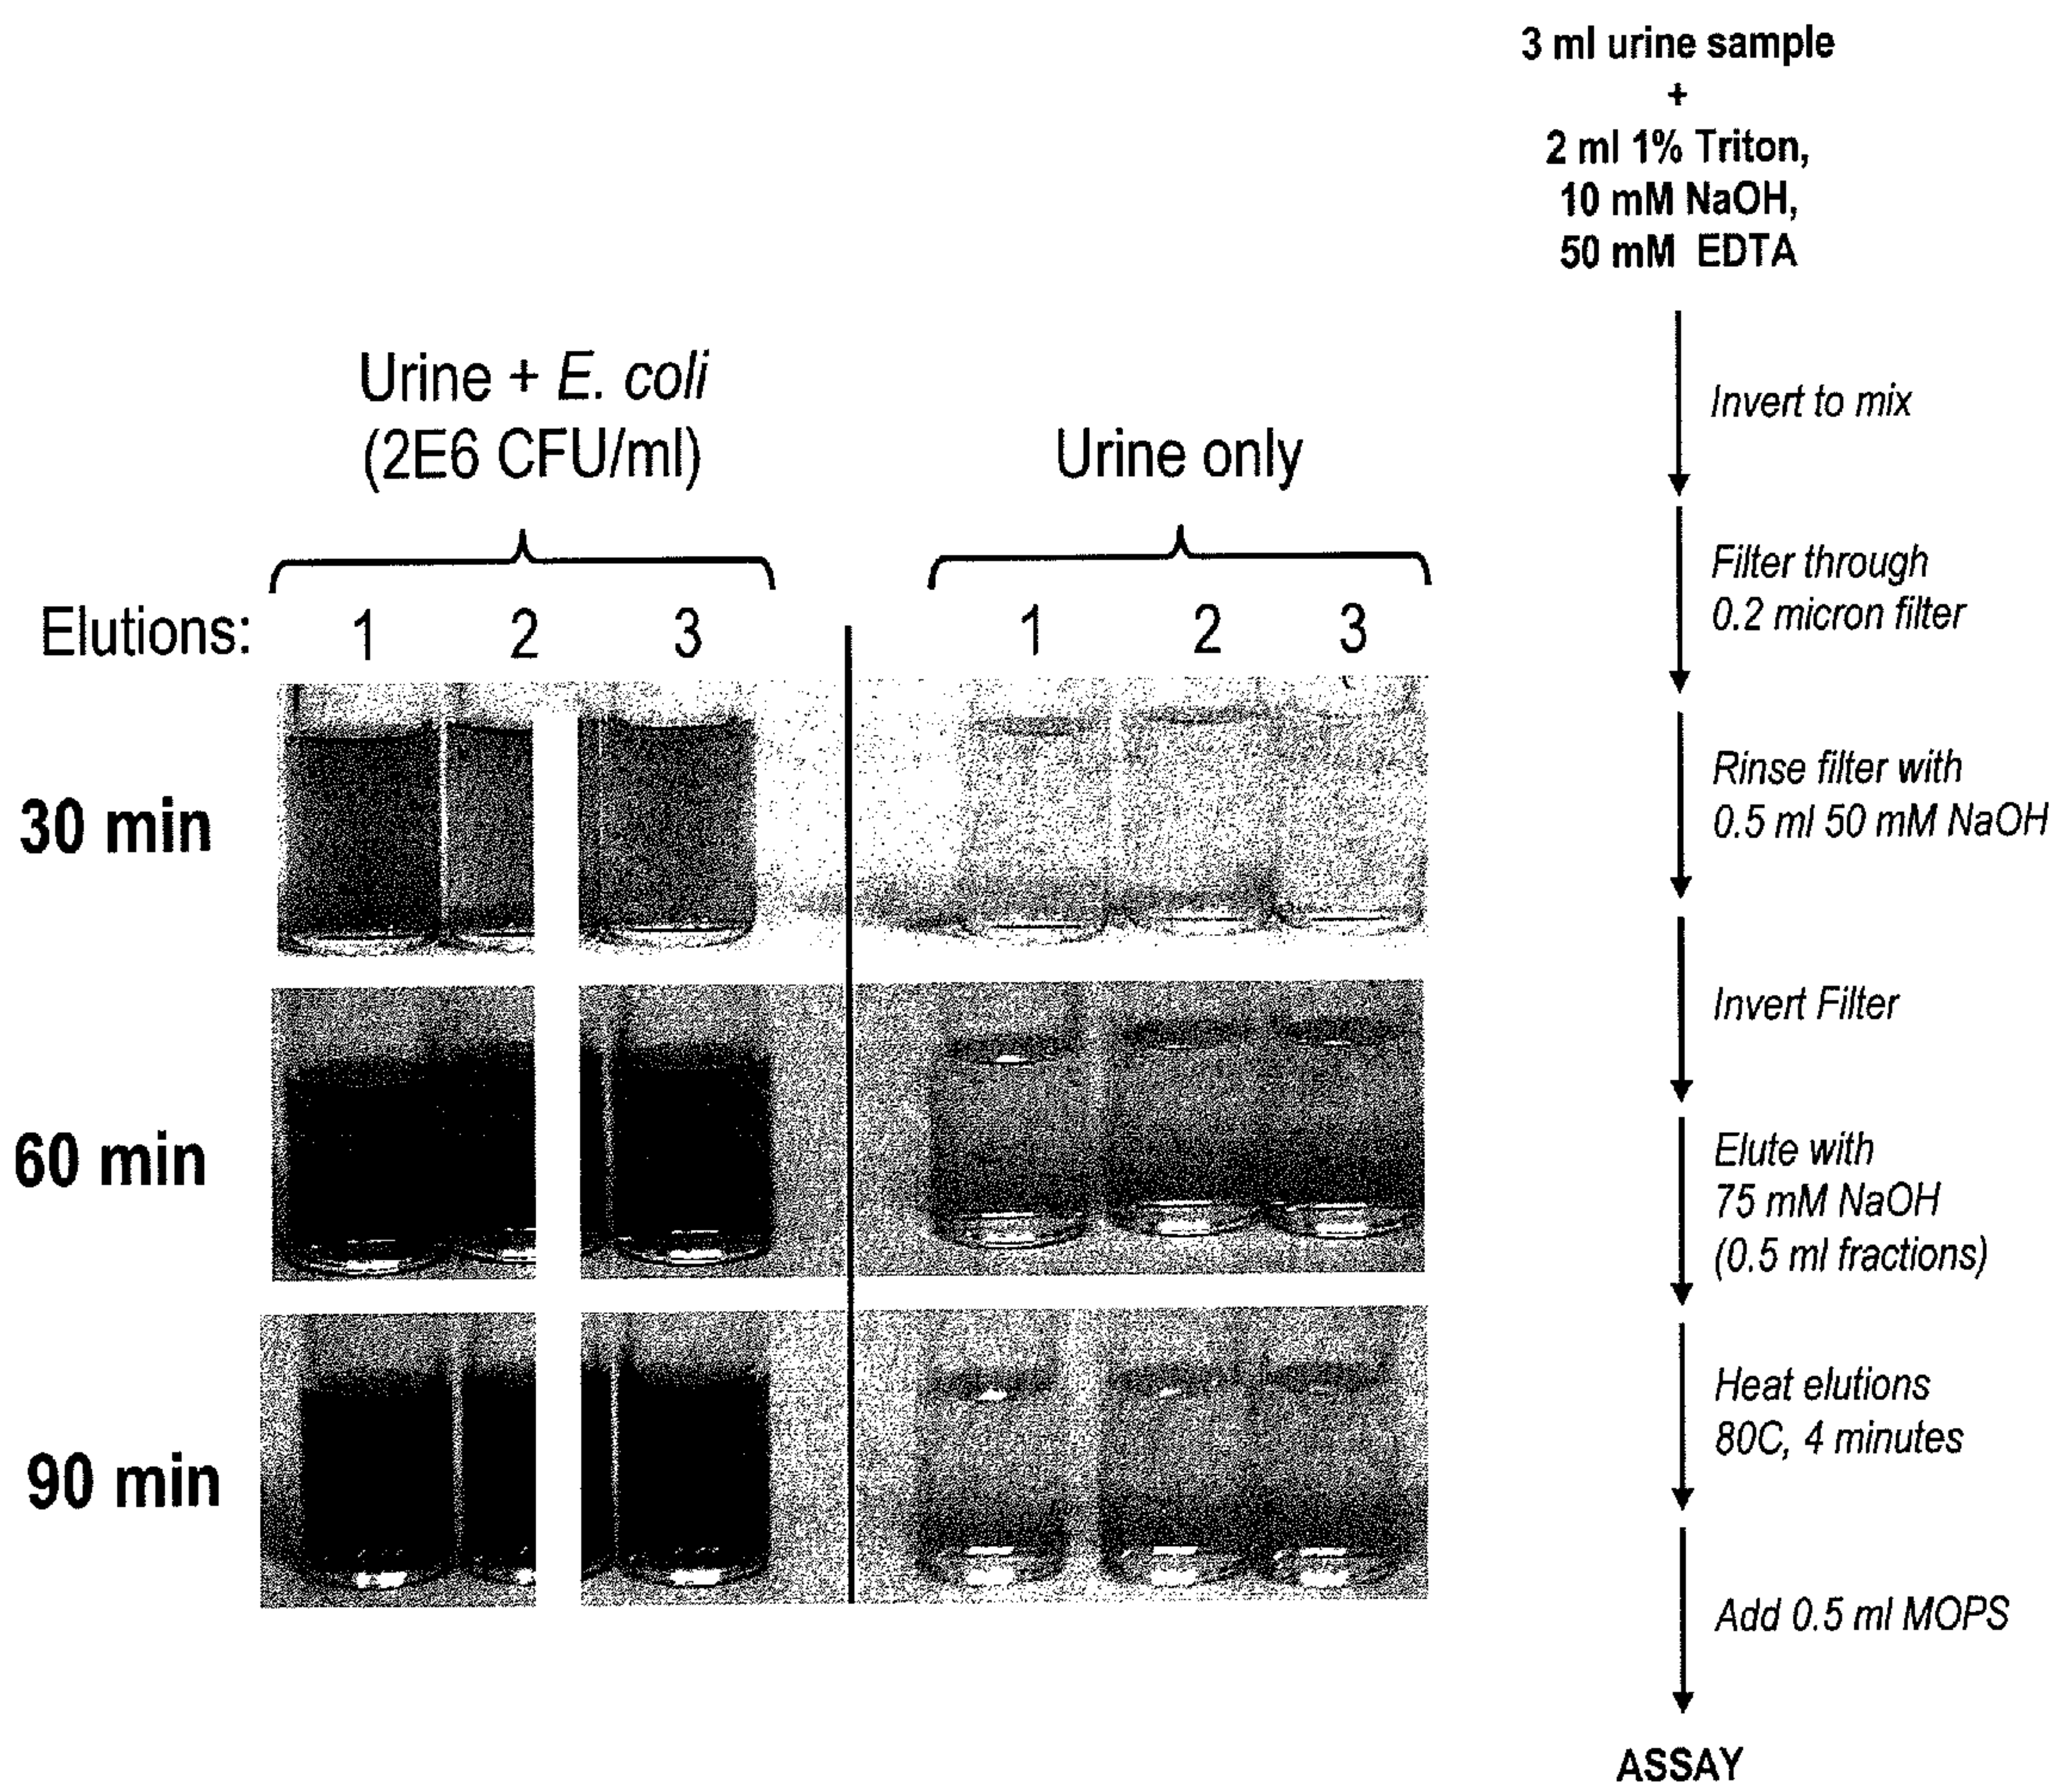 3 ml urine sample
+
2 ml 1% Triton,
10 mM NaOH,
50 mM EDTA
Invert to mix
Filter through
0.2 micron filter
Rinse filter with
0.5 ml 50 mM NaOH
Invert Filter
Elute with
75 mM NaOH
(0.5 ml fractions)
Heat elutions
80C, 4 minutes
Add 0.5 ml MOPS
ASSAY
Urine + E. coli
(2E6 CFU/ml)
Urine only
Elutions: 1 2 3 1 2 3
30 min
60 min
90 min